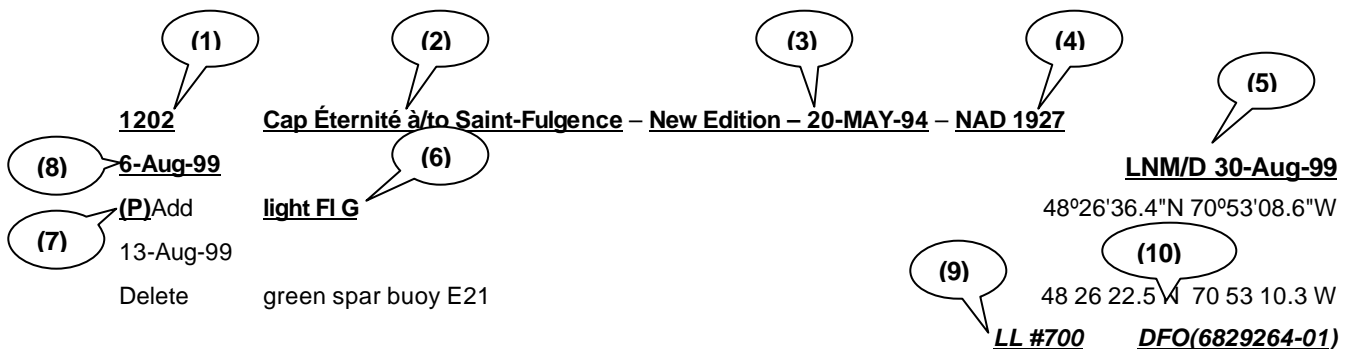 (1) (2) (3) (4)
(5)
1202 Cap Éternité à/to Saint-Fulgence – New Edition – 20-MAY-94 – NAD 1927
(8) 6-Aug-99 (6) LNM/D 30-Aug-99
(P)Add light Fl G 48º26'36.4"N 70º53'08.6"W
(7) 13-Aug-99 (9) (10)
Delete green spar buoy E21 48 26 22.5 N 70 53 10.3 W
LL #700 DFO(6829264-01)